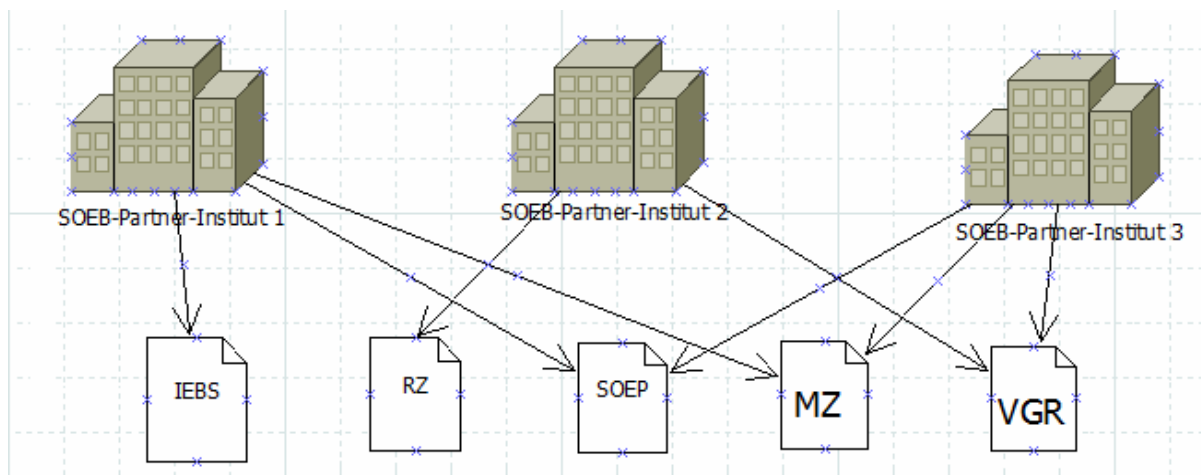 SOEB-Partner-Institut 1
SOEB-Partner-Institut 2
SOEB-Partner-Institut 3
IEBS
RZ
SOEP
MZ
VGR